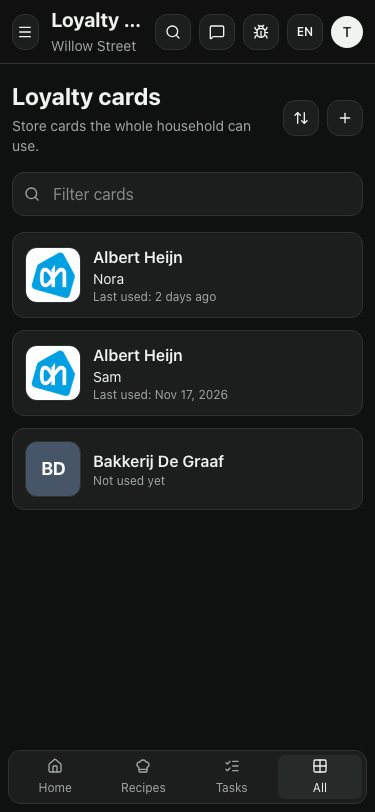 Loyalty ...
Willow Street
EN
T
Loyalty cards
Store cards the whole household can
use.
Filter cards
ah
Albert Heijn
Nora
Last used: 2 days ago
ah
Albert Heijn
Sam
Last used: Nov 17, 2026
BD
Bakkerij De Graaf
Not used yet
Home
Recipes
Tasks
All